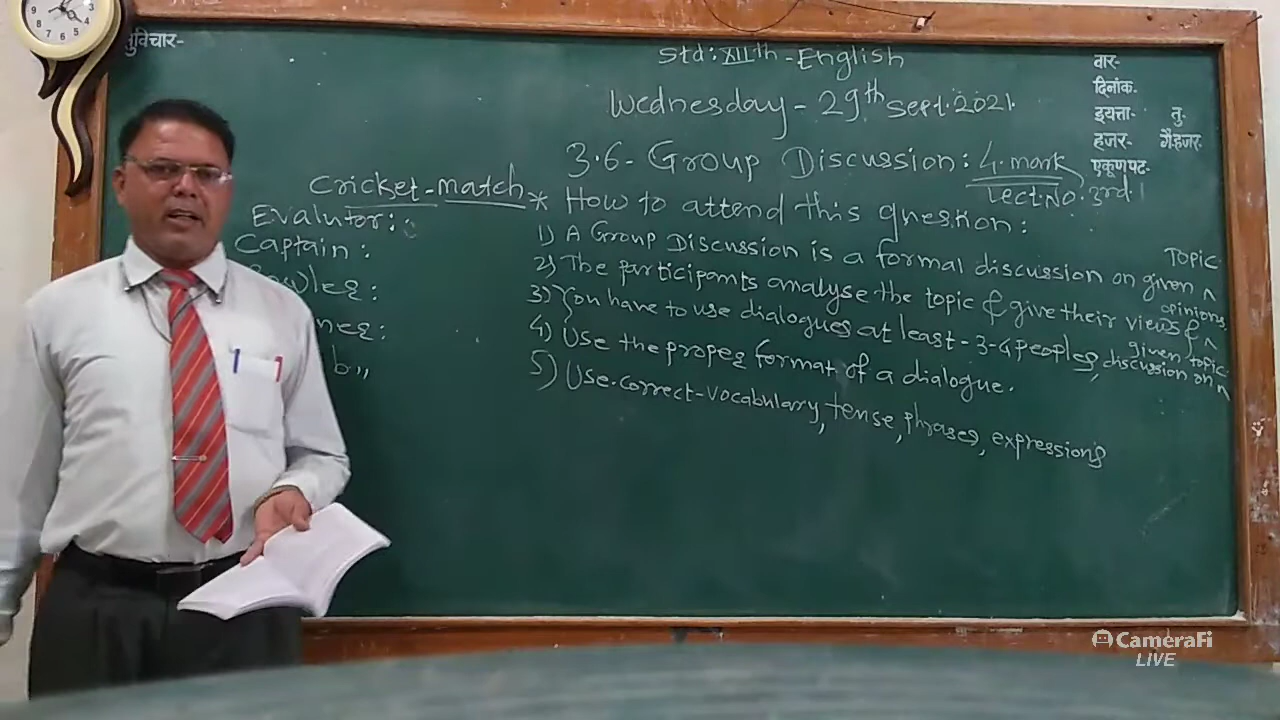 सुविचार-
Std: XIIth - English
Wednesday - 29th Sept. 2021.
3.6 - Group Discussion: 4. mark
Lect. No. 3rd
* How to attend this question:
1) A Group Discussion is a formal discussion on given ^ Topic.
2) The participants analyse the topic & give their views & ^ opinions.
3) You have to use dialogues at least - 3-4 peoples, discussion on ^ given topic.
4) Use the proper format of a dialogue.
5) Use correct - vocabulary, tense, phrases, expressions
Cricket - match
Evalutor:
Captain:
वार-
दिनांक-
इयत्ता- तु-
हजर- गैरहजर-
एकूण पट-
CameraFi
LIVE